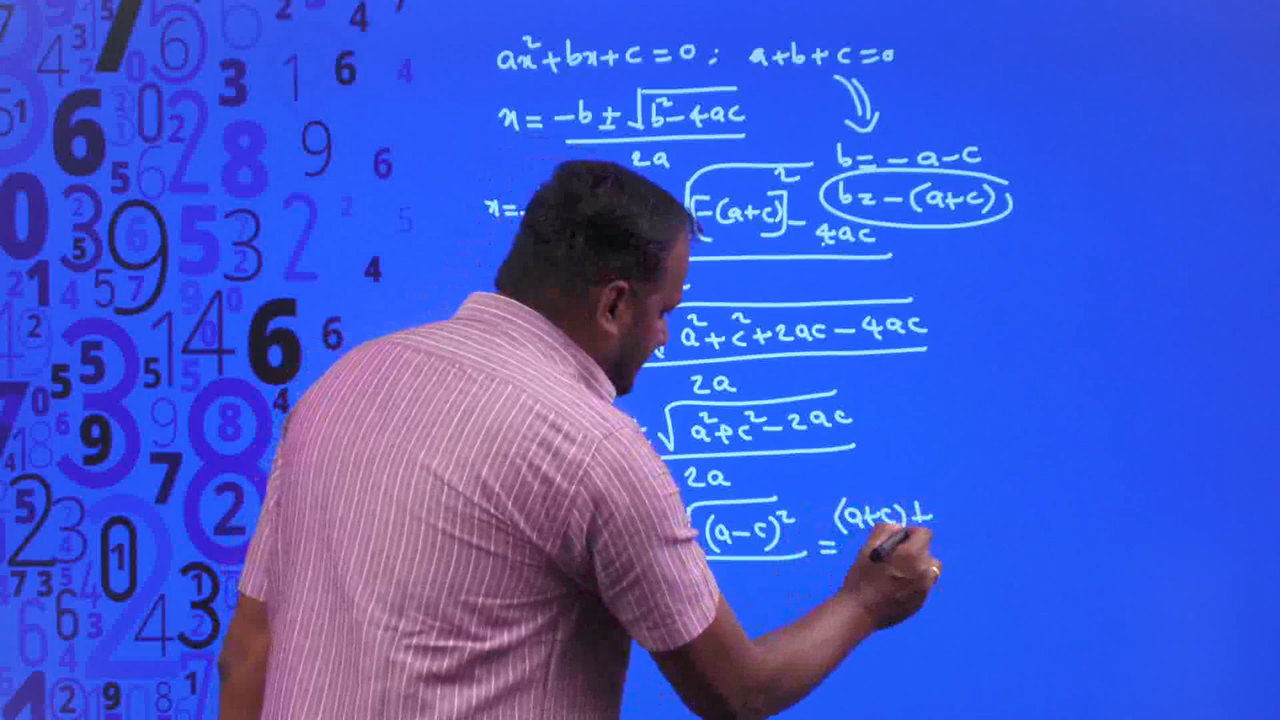 ax²+bx+c=0 ; a+b+c=0
x = -b ± √b²-4ac
2a
b = -a-c
b = -(a+c)
x=
[-(a+c)]² - 4ac
a²+c²+2ac-4ac
2a
√a²+c²-2ac
2a
(a-c)² = (a+c) ±